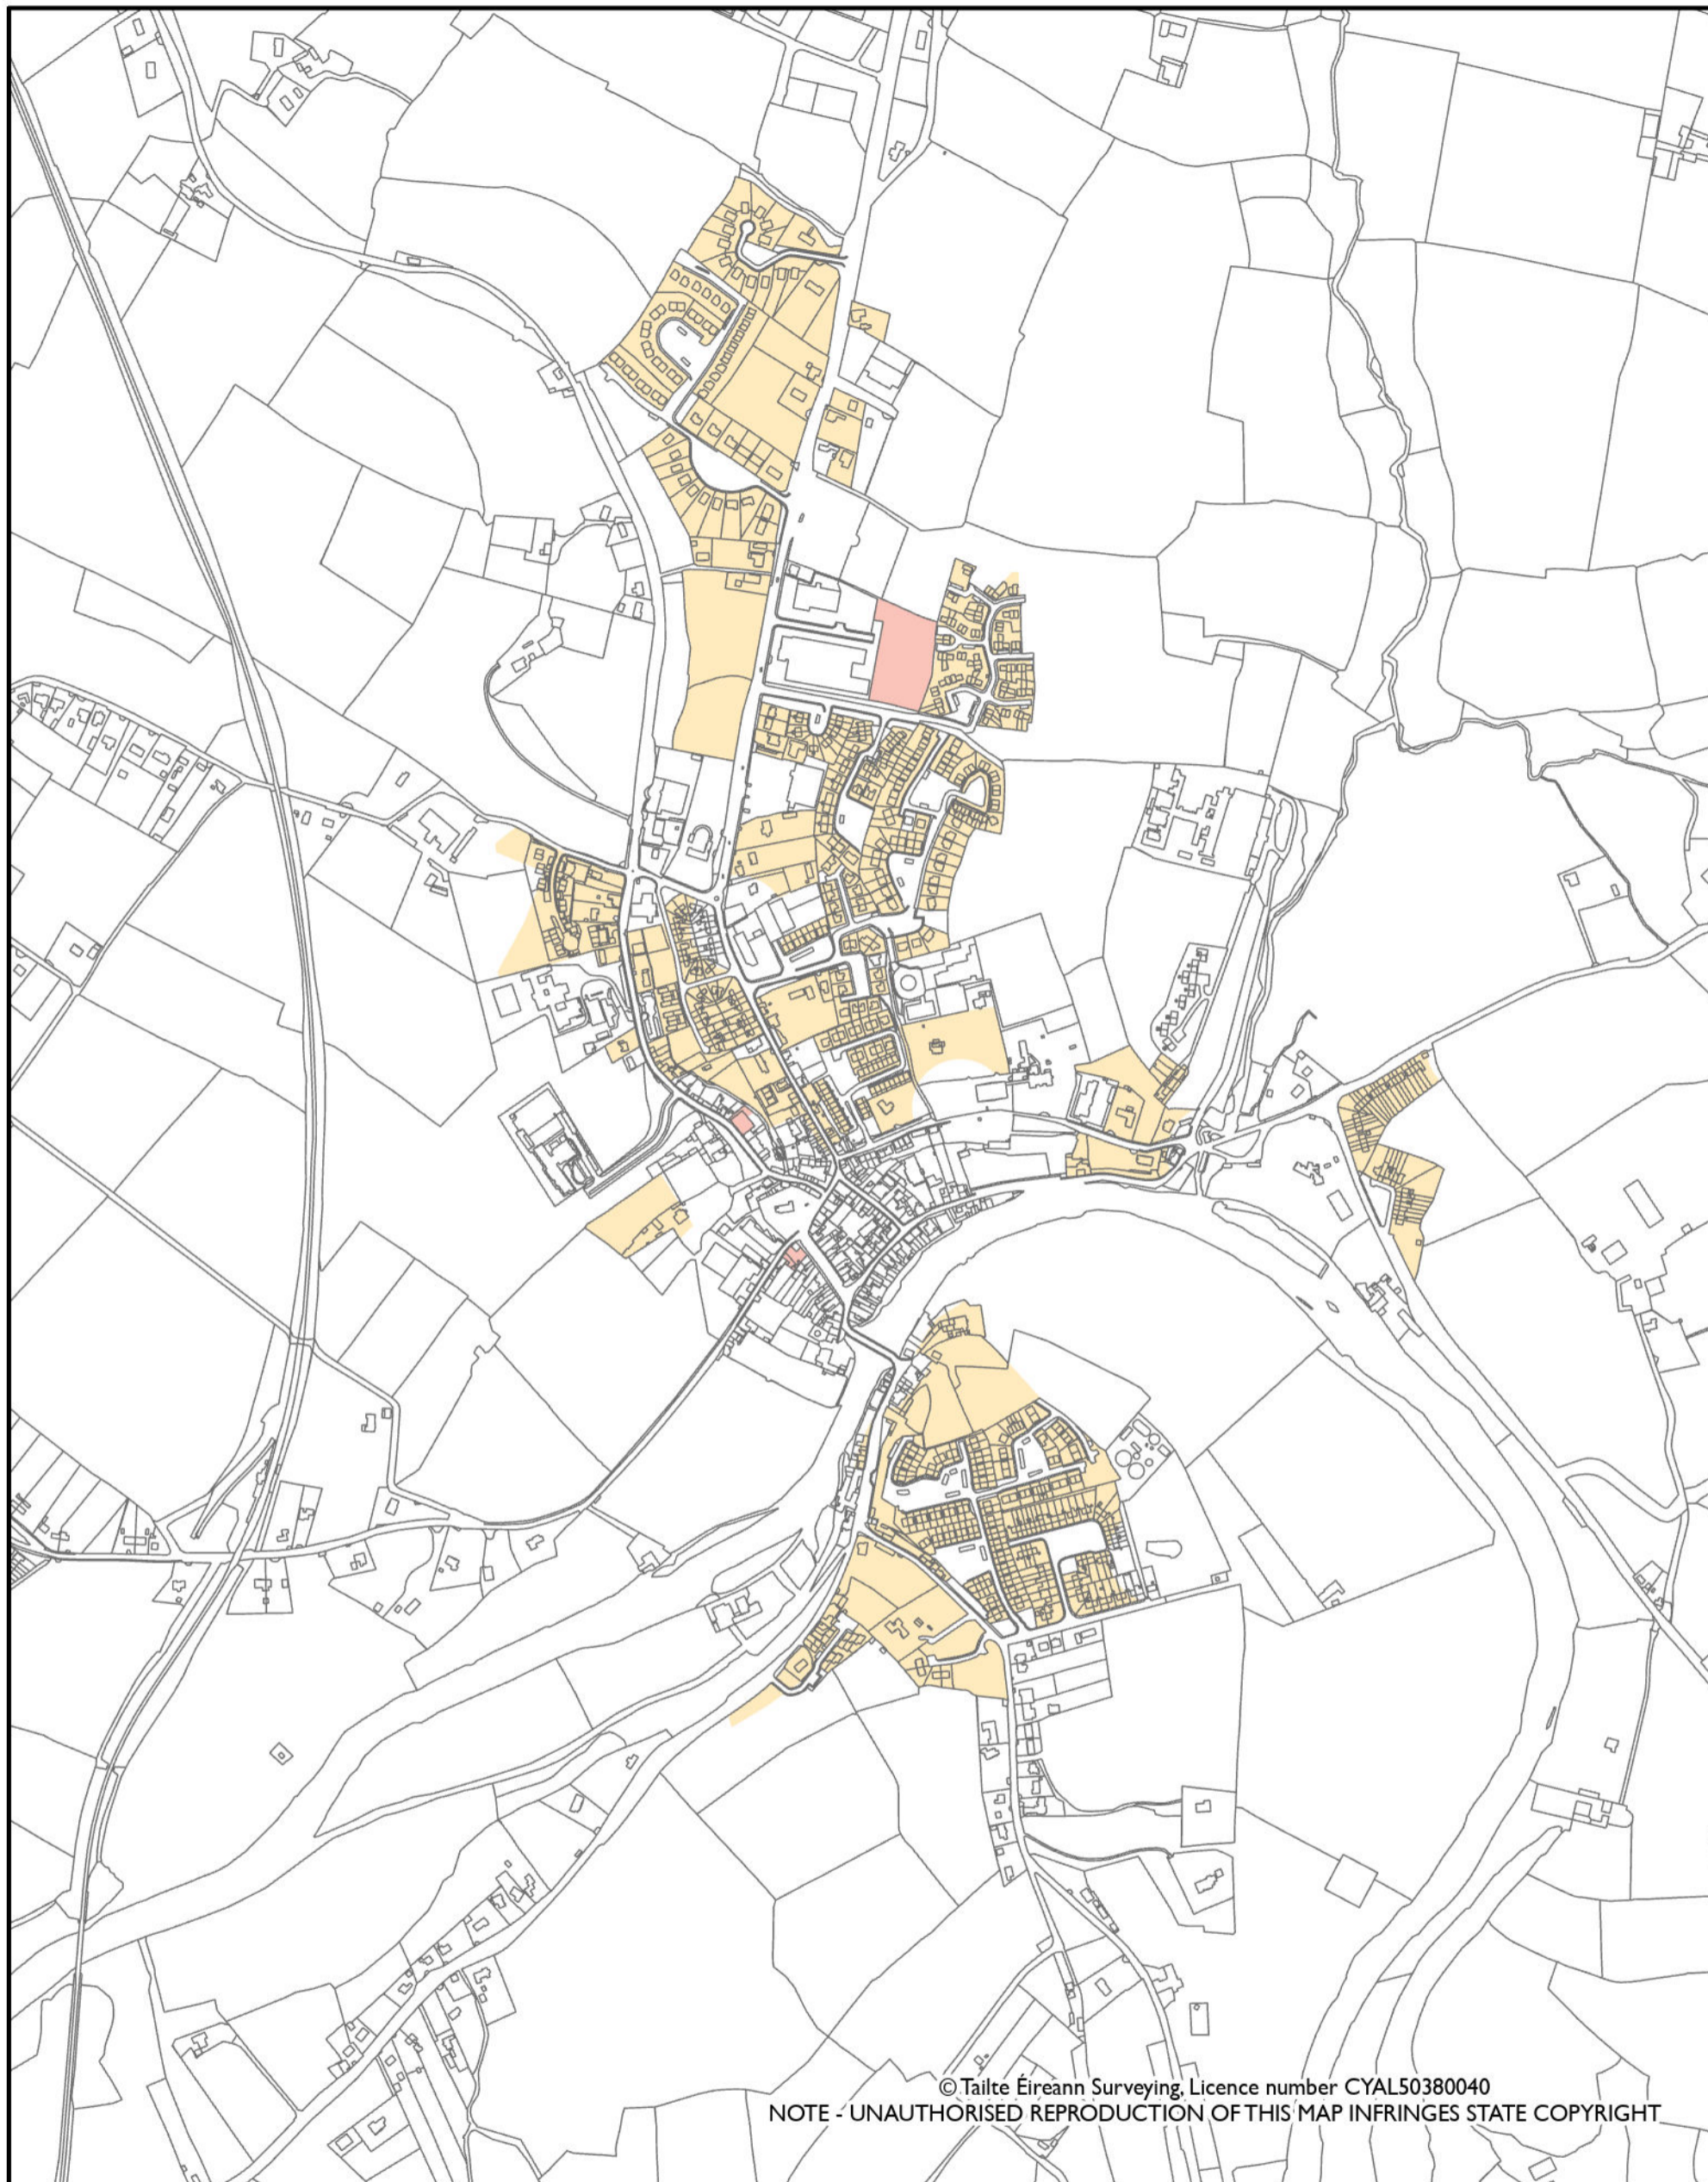 © Tailte Éireann Surveying, Licence number CYAL50380040
NOTE - UNAUTHORISED REPRODUCTION OF THIS MAP INFRINGES STATE COPYRIGHT